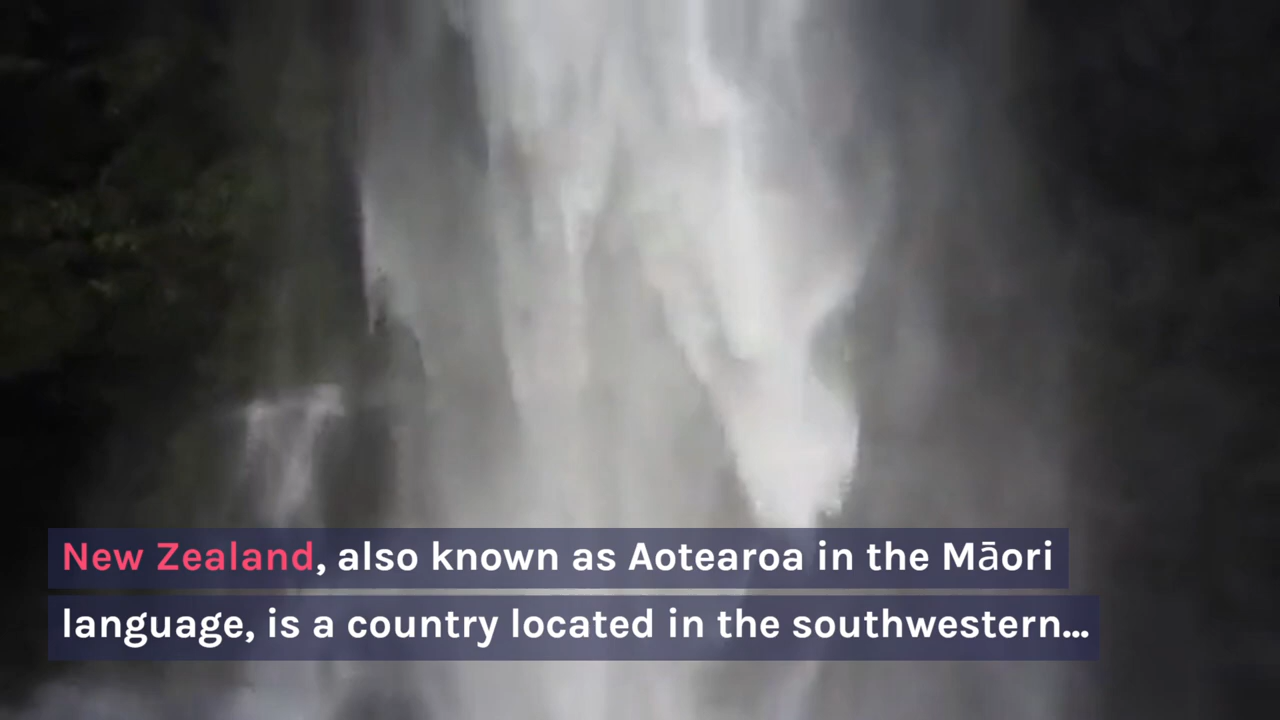 New Zealand, also known as Aotearoa in the Māori
language, is a country located in the southwestern...